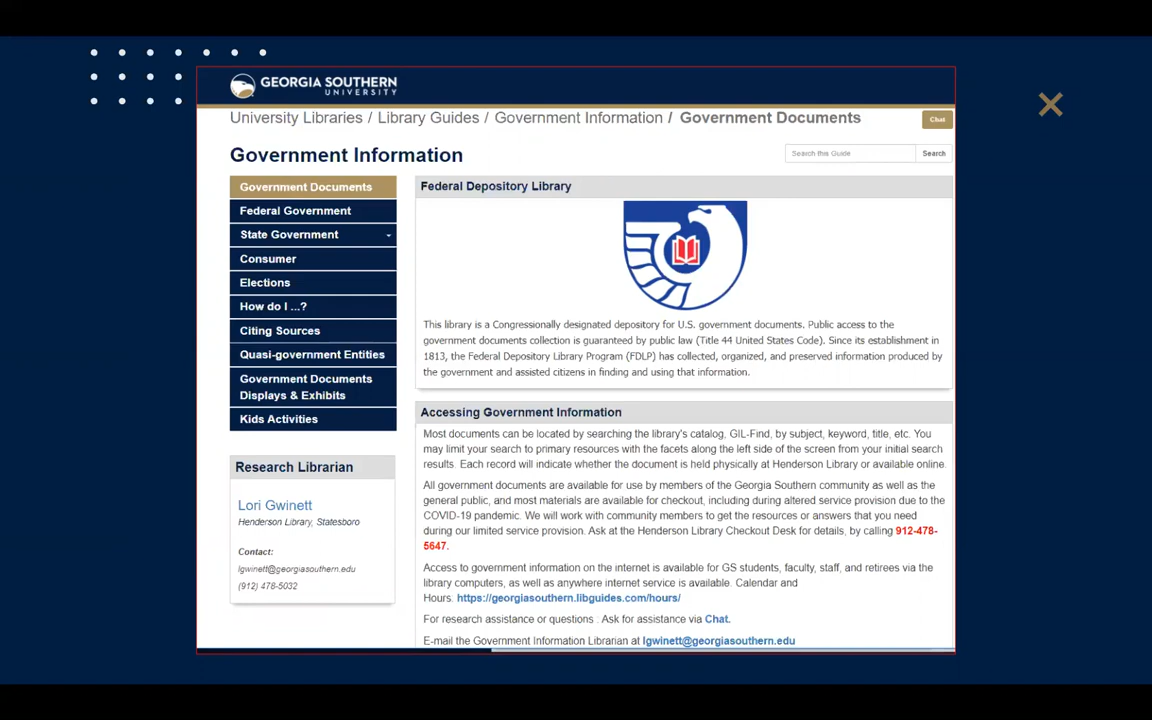 GEORGIA SOUTHERN
UNIVERSITY
University Libraries / Library Guides / Government Information / Government Documents
Chat
Government Information
Search this Guide
Search
Government Documents
Federal Government
State Government
Consumer
Elections
How do I ...?
Citing Sources
Quasi-government Entities
Government Documents
Displays & Exhibits
Kids Activities
Research Librarian
Lori Gwinett
Henderson Library, Statesboro
Contact:
lgwinett@georgiasouthern.edu
(912) 478-5032
Federal Depository Library
This library is a Congressionally designated depository for U.S. government documents. Public access to the
government documents collection is guaranteed by public law (Title 44 United States Code). Since its establishment in
1813, the Federal Depository Library Program (FDLP) has collected, organized, and preserved information produced by
the government and assisted citizens in finding and using that information.
Accessing Government Information
Most documents can be located by searching the library's catalog, GIL-Find, by subject, keyword, title, etc. You
may limit your search to primary resources with the facets along the left side of the screen from your initial search
results. Each record will indicate whether the document is held physically at Henderson Library or available online.
All government documents are available for use by members of the Georgia Southern community as well as the
general public, and most materials are available for checkout, including during altered service provision due to the
COVID-19 pandemic. We will work with community members to get the resources or answers that you need
during our limited service provision. Ask at the Henderson Library Checkout Desk for details, by calling 912-478-
5647.
Access to government information on the internet is available for GS students, faculty, staff, and retirees via the
library computers, as well as anywhere internet service is available. Calendar and
Hours. https://georgiasouthern.libguides.com/hours/
For research assistance or questions : Ask for assistance via Chat.
E-mail the Government Information Librarian at lgwinett@georgiasouthern.edu